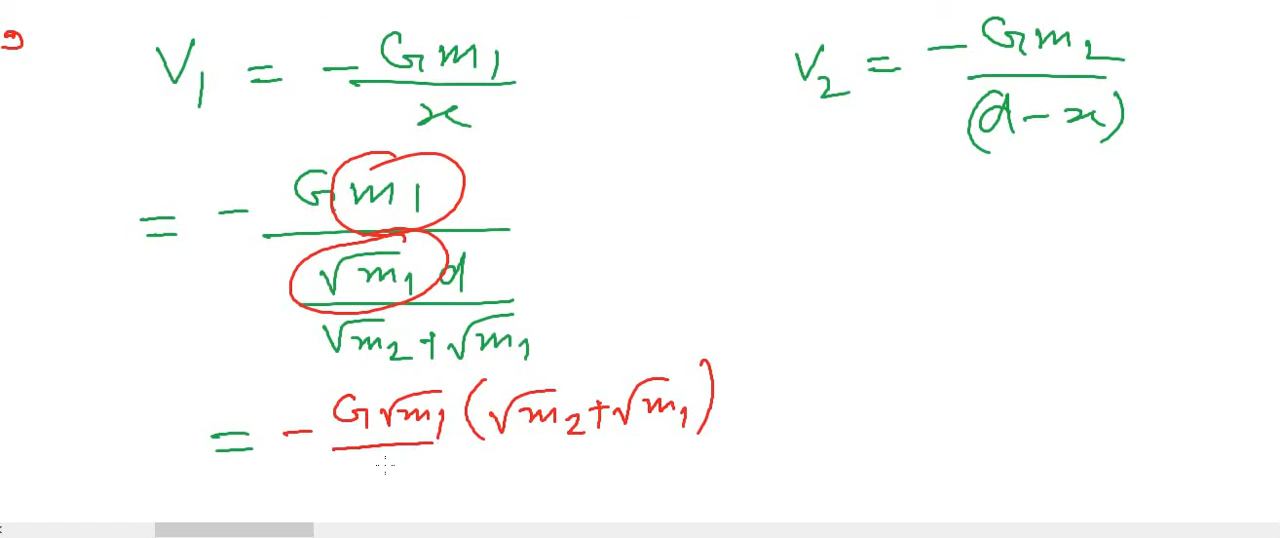 V₁ = - Gm₁ / x
V₂ = - Gm₂ / (d - x)
= - Gm₁ / (√m₁ d / √m₂ + √m₁)
= - G√m₁ (√m₂ + √m₁)